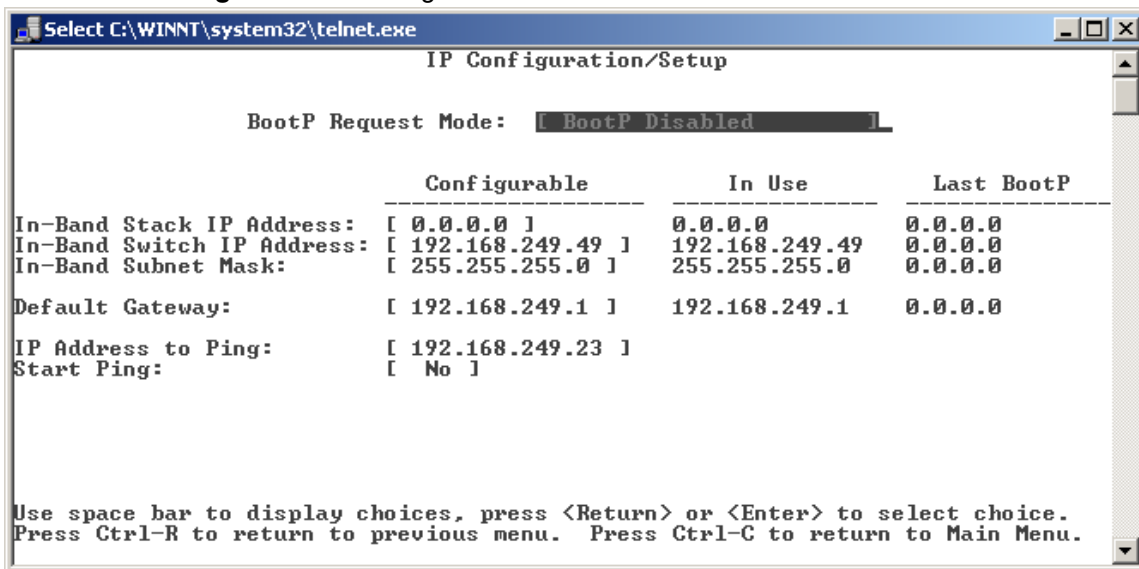 Select C:\WINNT\system32\telnet.exe
IP Configuration/Setup
BootP Request Mode: [ BootP Disabled ]
Configurable In Use Last BootP
In-Band Stack IP Address: [ 0.0.0.0 ] 0.0.0.0 0.0.0.0
In-Band Switch IP Address: [ 192.168.249.49 ] 192.168.249.49 0.0.0.0
In-Band Subnet Mask: [ 255.255.255.0 ] 255.255.255.0 0.0.0.0
Default Gateway: [ 192.168.249.1 ] 192.168.249.1 0.0.0.0
IP Address to Ping: [ 192.168.249.23 ]
Start Ping: [ No ]
Use space bar to display choices, press <Return> or <Enter> to select choice.
Press Ctrl-R to return to previous menu. Press Ctrl-C to return to Main Menu.